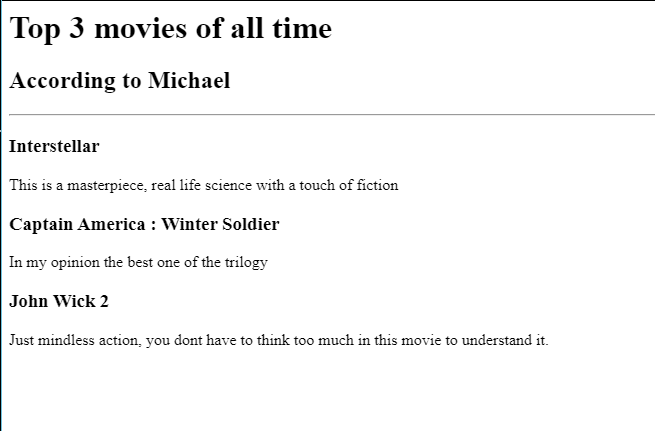 Top 3 movies of all time
According to Michael
Interstellar
This is a masterpiece, real life science with a touch of fiction
Captain America : Winter Soldier
In my opinion the best one of the trilogy
John Wick 2
Just mindless action, you dont have to think too much in this movie to understand it.